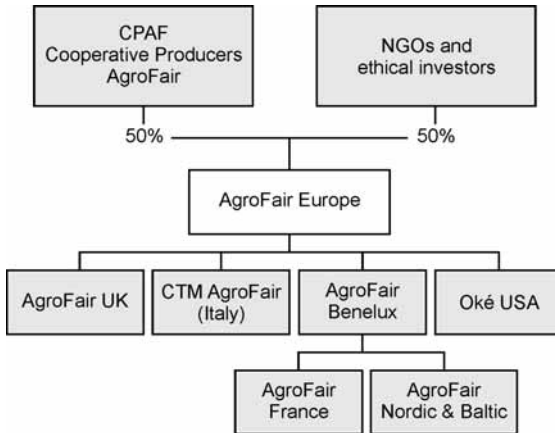 CPAF
Cooperative Producers
AgroFair
NGOs and
ethical investors
50%
50%
AgroFair Europe
AgroFair UK
CTM AgroFair
(Italy)
AgroFair
Benelux
Oké USA
AgroFair
France
AgroFair
Nordic & Baltic